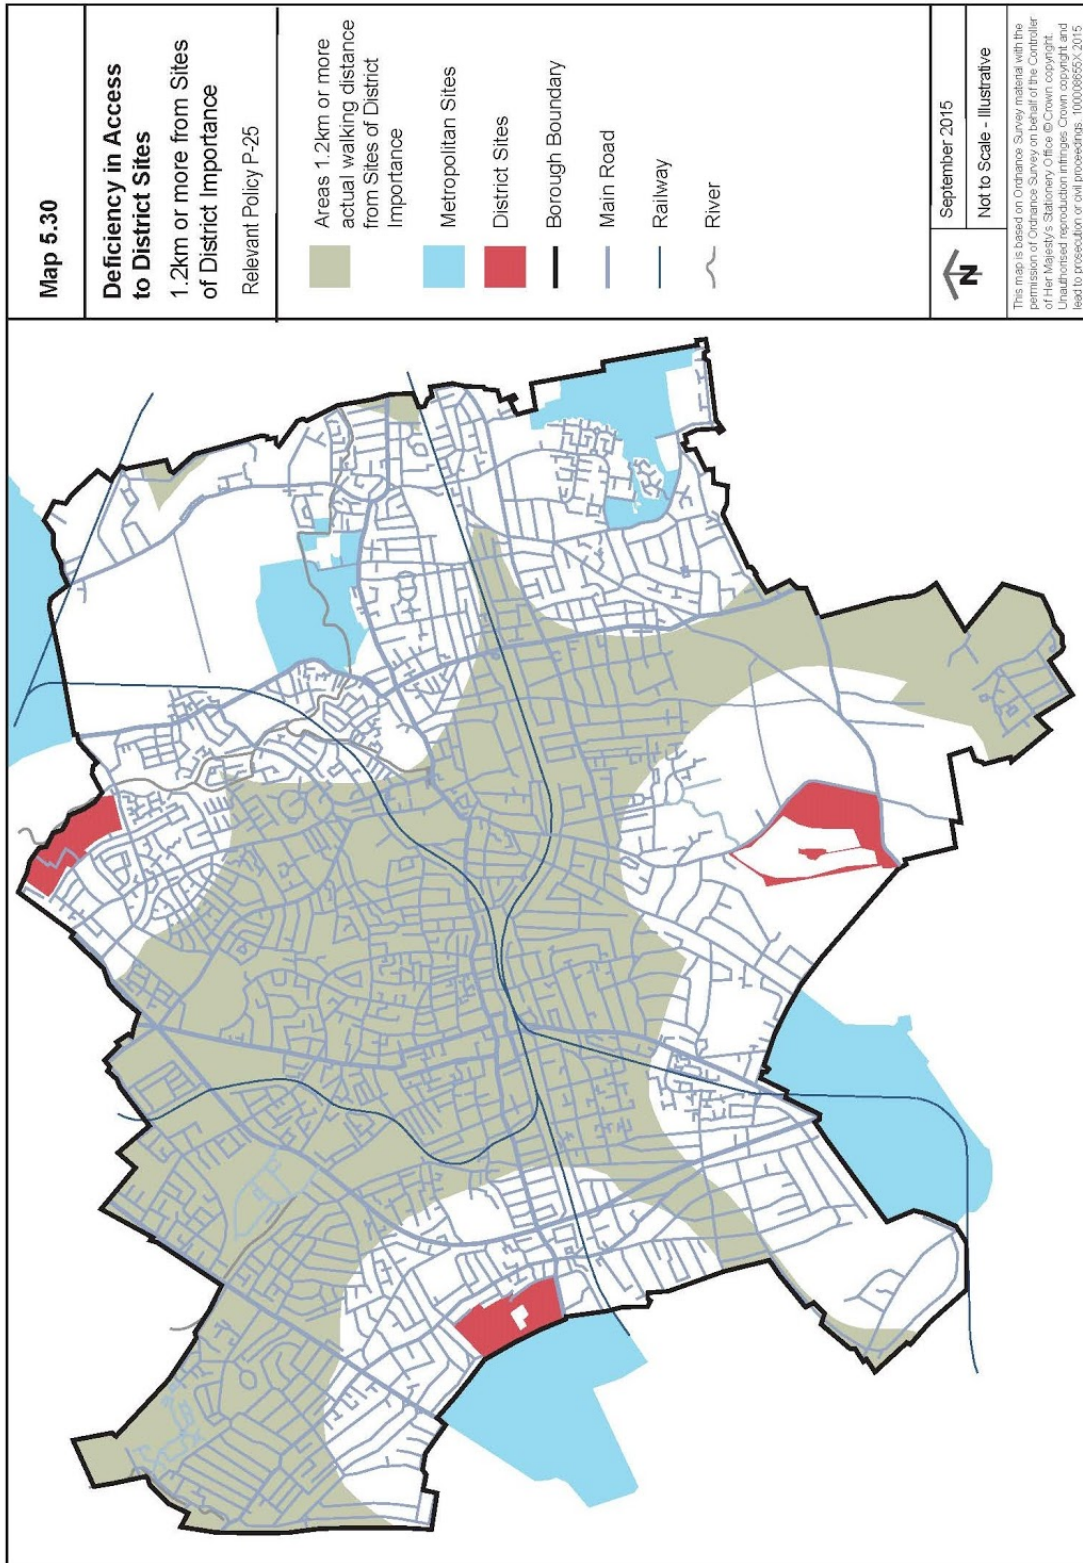 Map 5.30
Deficiency in Access
to District Sites
1.2km or more from Sites
of District Importance
Relevant Policy P-25
Areas 1.2km or more
actual walking distance
from Sites of District
Importance
Metropolitan Sites
District Sites
Borough Boundary
Main Road
Railway
River
N
September 2015
Not to Scale - Illustrative
This map is based on Ordnance Survey material with the
permission of Ordnance Survey on behalf of the Controller
of Her Majesty's Stationery Office © Crown copyright.
Unauthorised reproduction infringes Crown copyright and
lead to prosecution or civil proceedings. 100008655X 2015